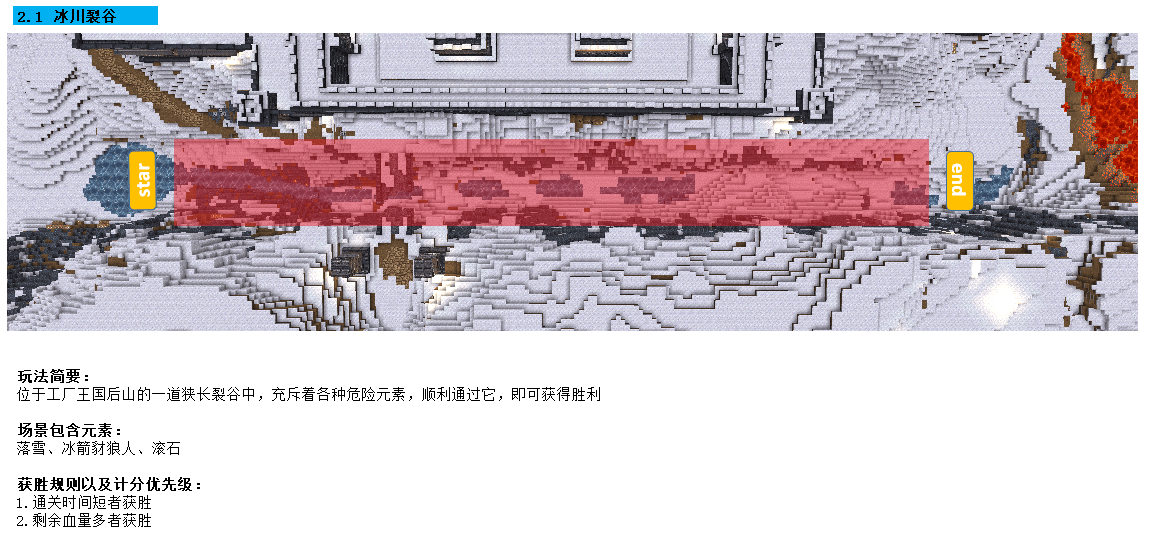 2.1 冰川裂谷
star
end
玩法简要：
位于工厂王国后山的一道狭长裂谷中，充斥着各种危险元素，顺利通过它，即可获得胜利
场景包含元素：
落雪、冰箭豺狼人、滚石
获胜规则以及计分优先级：
1.通关时间短者获胜
2.剩余血量多者获胜